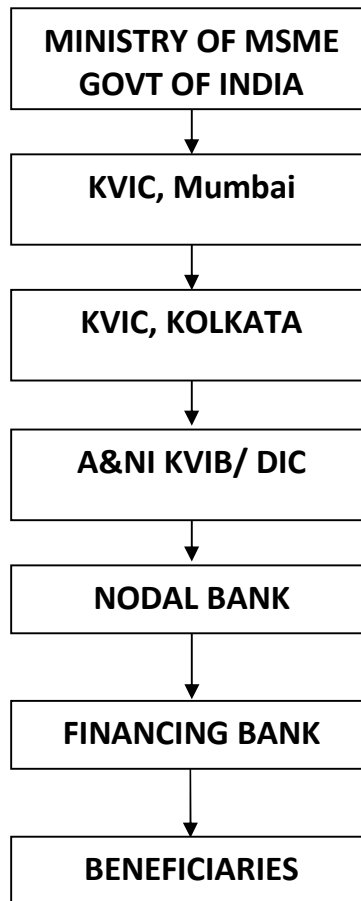 MINISTRY OF MSME
GOVT OF INDIA
KVIC, Mumbai
KVIC, KOLKATA
A&NI KVIB/ DIC
NODAL BANK
FINANCING BANK
BENEFICIARIES